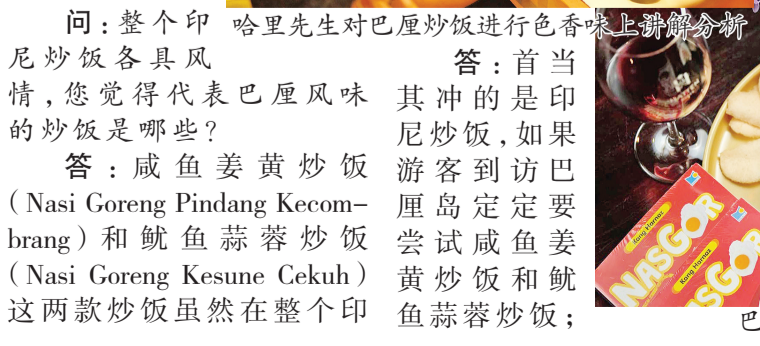 哈里先生对巴厘炒饭进行色香味上讲解分析
问：整个印
尼炒饭各具风
情，您觉得代表巴厘风味
的炒饭是哪些？
答：咸鱼姜黄炒饭
（Nasi Goreng Pindang Kecom-
brang）和鱿鱼蒜蓉炒饭
（Nasi Goreng Kesune Cekuh）
这两款炒饭虽然在整个印
答：首当
其冲的是印
尼炒饭，如果
游客到访巴
厘岛定定要
尝试咸鱼姜
黄炒饭和鱿
鱼蒜蓉炒饭；
Kang Hornas
NASGOR
Kang Hornas
SGOR
巴